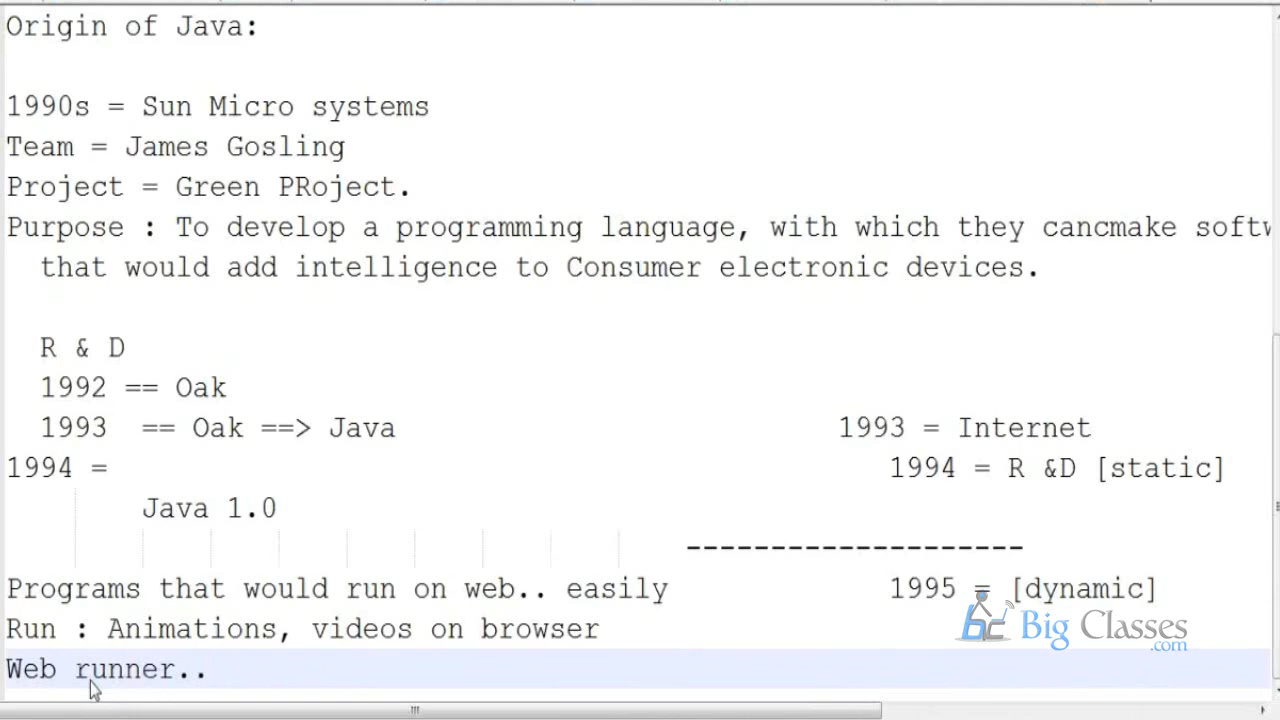 Origin of Java:
1990s = Sun Micro systems
Team = James Gosling
Project = Green PRoject.
Purpose : To develop a programming language, with which they cancmake softw
that would add intelligence to Consumer electronic devices.
R & D
1992 == Oak
1993 == Oak ==> Java 1993 = Internet
1994 = 1994 = R &D [static]
Java 1.0
--------------------
Programs that would run on web.. easily 1995 = [dynamic]
Run : Animations, videos on browser
bc Big Classes
.com
Web runner..